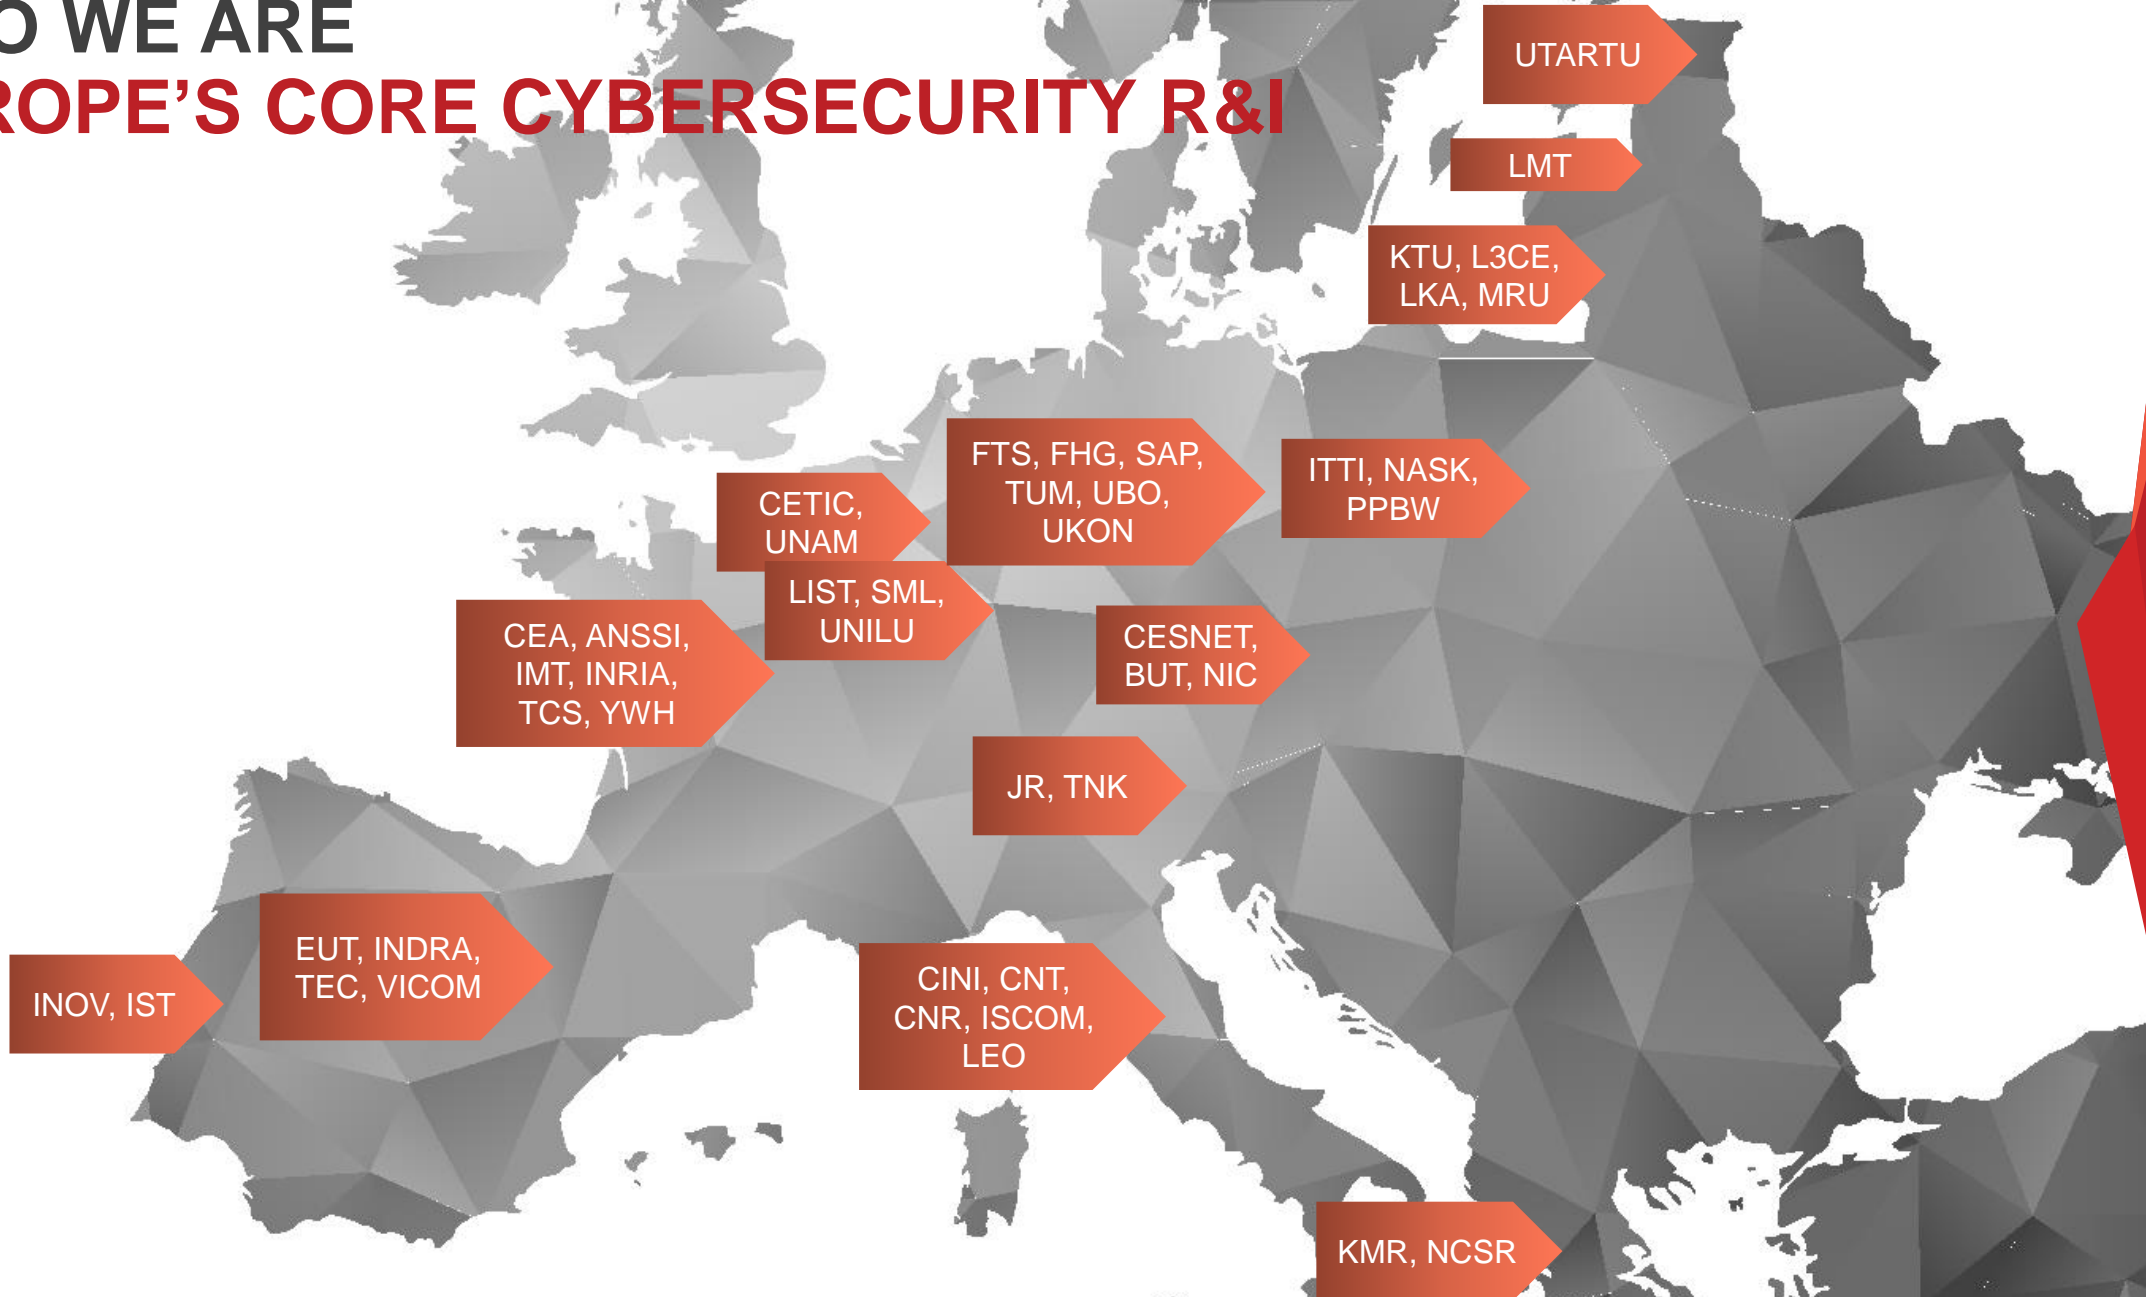 O WE ARE
ROPE'S CORE CYBERSECURITY R&I
UTARTU
LMT
KTU, L3CE,
LKA, MRU
FTS, FHG, SAP,
TUM, UBO,
UKON
ITTI, NASK,
PPBW
CETIC,
UNAM
LIST, SML,
UNILU
CEA, ANSSI,
IMT, INRIA,
TCS, YWH
CESNET,
BUT, NIC
JR, TNK
EUT, INDRA,
TEC, VICOM
INOV, IST
CINI, CNT,
CNR, ISCOM,
LEO
KMR, NCSR